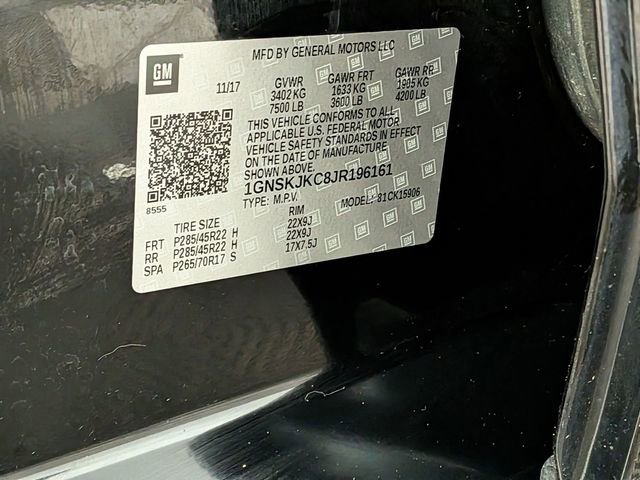 MFD BY GENERAL MOTORS LLC
GM
11/17
GVWR GAWR FRT GAWR RR
3402 KG 1633 KG 1905 KG
7500 LB 3600 LB 4200 LB
THIS VEHICLE CONFORMS TO ALL
APPLICABLE U.S. FEDERAL MOTOR
VEHICLE SAFETY STANDARDS IN EFFECT
ON THE DATE OF MANUFACTURE
SHOWN ABOVE.
1GNSKJKC8JR196161
8555
TYPE: M.P.V. MODEL: 81CK15906
TIRE SIZE RIM
FRT P285/45R22 H 22X9J
RR P285/45R22 H 22X9J
SPA P265/70R17 S 17X7.5J